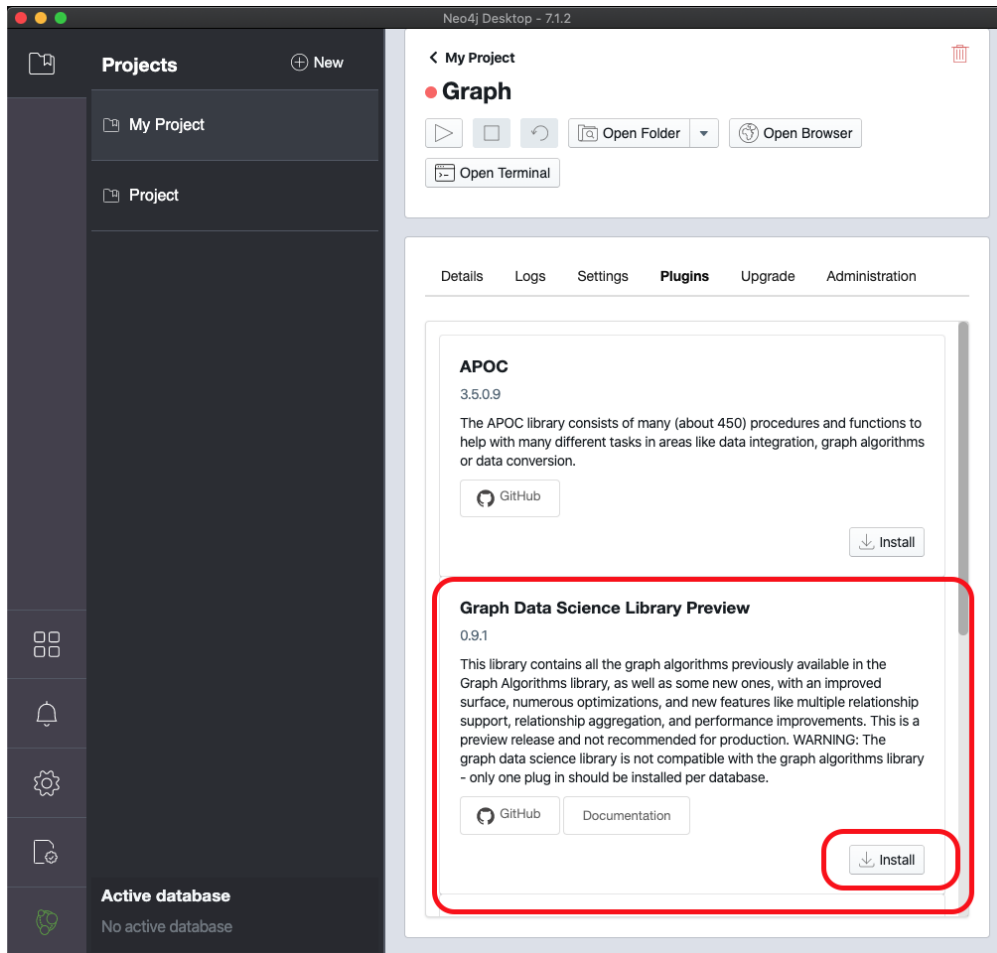 Neo4j Desktop - 7.1.2
Projects
New
My Project
Project
Active database
No active database
My Project
Graph
Open Folder
Open Browser
Open Terminal
Details Logs Settings Plugins Upgrade Administration
APOC
3.5.0.9
The APOC library consists of many (about 450) procedures and functions to
help with many different tasks in areas like data integration, graph algorithms
or data conversion.
GitHub
Install
Graph Data Science Library Preview
0.9.1
This library contains all the graph algorithms previously available in the
Graph Algorithms library, as well as some new ones, with an improved
surface, numerous optimizations, and new features like multiple relationship
support, relationship aggregation, and performance improvements. This is a
preview release and not recommended for production. WARNING: The
graph data science library is not compatible with the graph algorithms library
- only one plug in should be installed per database.
GitHub
Documentation
Install